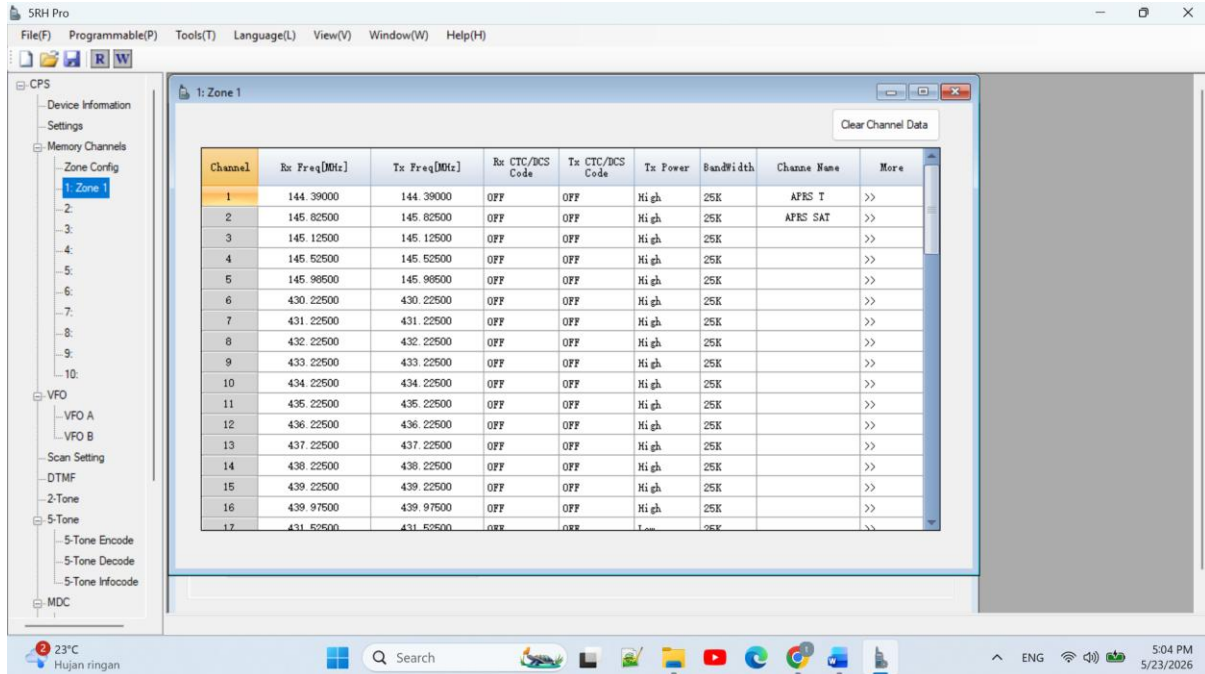 5RH Pro
File(F) Programmable(P) Tools(T) Language(L) View(V) Window(W) Help(H)
R W
CPS
Device Information
Settings
Memory Channels
Zone Config
1: Zone 1
2:
3:
4:
5:
6:
7:
8:
9:
10:
VFO
VFO A
VFO B
Scan Setting
DTMF
2-Tone
5-Tone
5-Tone Encode
5-Tone Decode
5-Tone Infocode
MDC
1: Zone 1
Clear Channel Data
Channel Rx Freq[MHz] Tx Freq[MHz] Rx CTC/DCS Code Tx CTC/DCS Code Tx Power BandWidth Channe Name More
1 144.39000 144.39000 OFF OFF High 25K APRS T >>
2 145.82500 145.82500 OFF OFF High 25K APRS SAT >>
3 145.12500 145.12500 OFF OFF High 25K >>
4 145.52500 145.52500 OFF OFF High 25K >>
5 145.98500 145.98500 OFF OFF High 25K >>
6 430.22500 430.22500 OFF OFF High 25K >>
7 431.22500 431.22500 OFF OFF High 25K >>
8 432.22500 432.22500 OFF OFF High 25K >>
9 433.22500 433.22500 OFF OFF High 25K >>
10 434.22500 434.22500 OFF OFF High 25K >>
11 435.22500 435.22500 OFF OFF High 25K >>
12 436.22500 436.22500 OFF OFF High 25K >>
13 437.22500 437.22500 OFF OFF High 25K >>
14 438.22500 438.22500 OFF OFF High 25K >>
15 439.22500 439.22500 OFF OFF High 25K >>
16 439.97500 439.97500 OFF OFF High 25K >>
17 431.52500 431.52500 OFF OFF Low 25K >>
2
23°C
Hujan ringan
Search
ENG
5:04 PM
5/23/2026